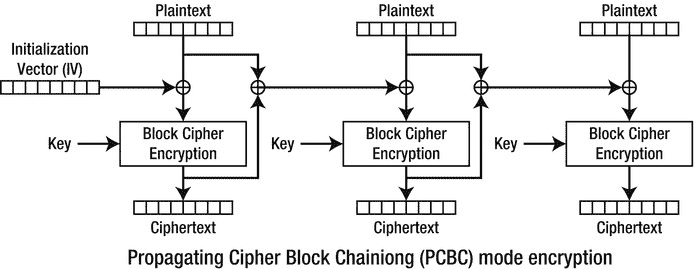 Plaintext
Plaintext
Plaintext
Initialization
Vector (IV)
Key
Block Cipher
Encryption
Key
Block Cipher
Encryption
Key
Block Cipher
Encryption
Ciphertext
Ciphertext
Ciphertext
Propagating Cipher Block Chainiong (PCBC) mode encryption